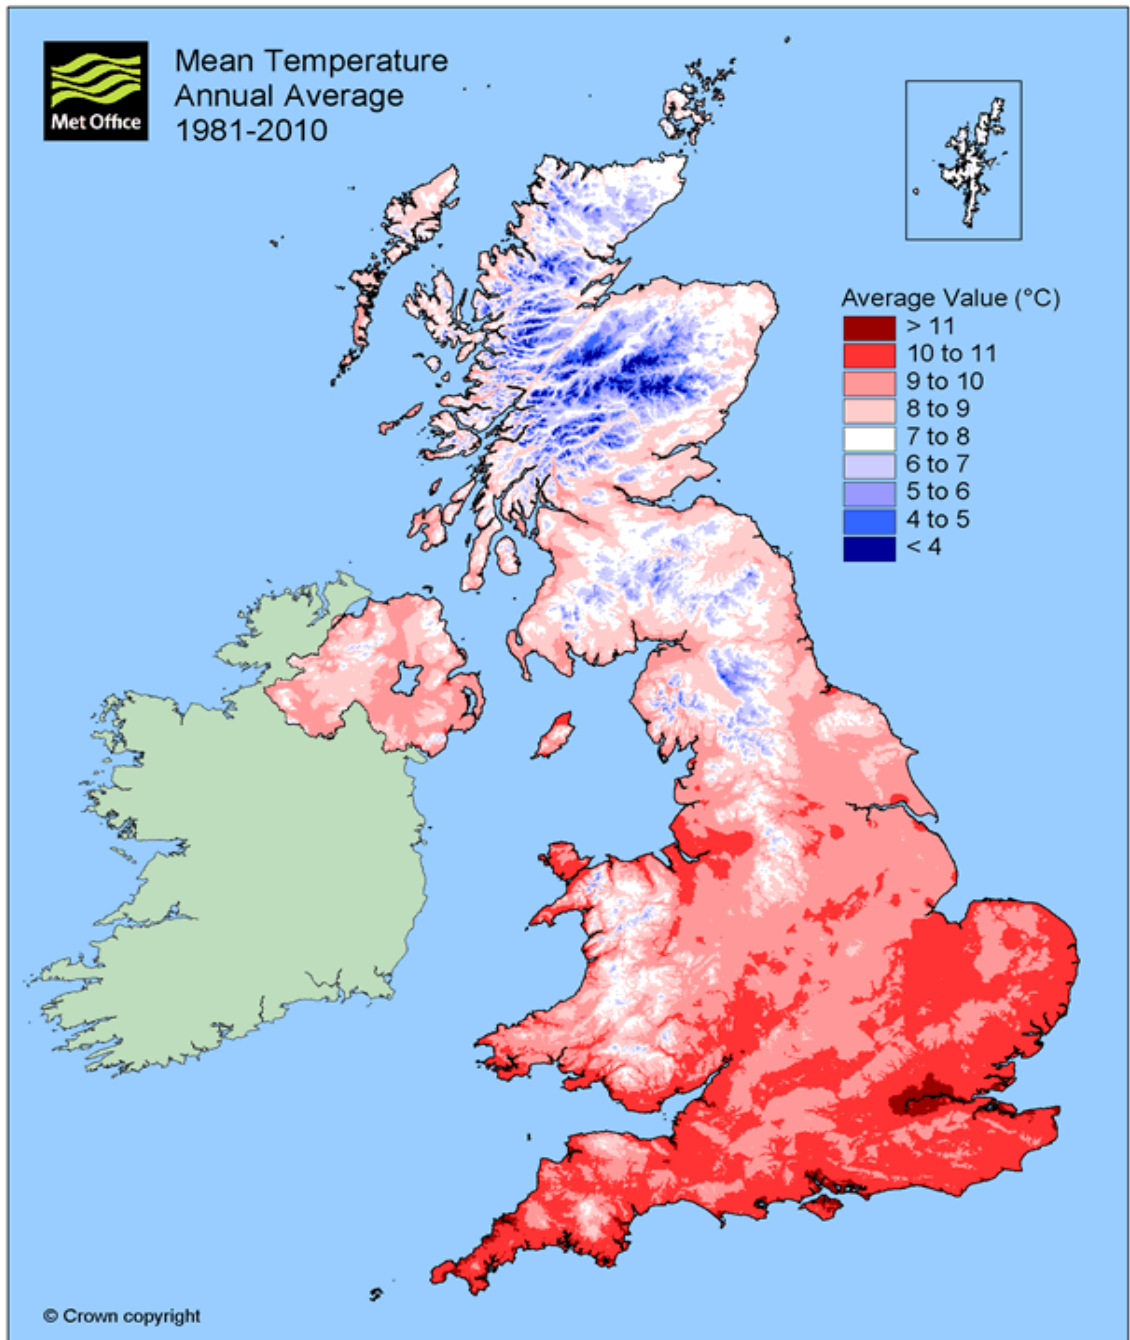 Mean Temperature
Annual Average
1981-2010
Met Office
Average Value (°C)
> 11
10 to 11
9 to 10
8 to 9
7 to 8
6 to 7
5 to 6
4 to 5
< 4
© Crown copyright